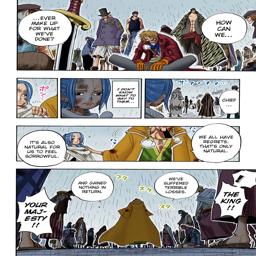 HOW
CAN
WE...
...EVER
MAKE UP
FOR WHAT
WE'VE
DONE?
CHIEF
...
I DON'T
KNOW
WHAT TO
SAY TO
THEM...
WE ALL HAVE
REGRETS.
THAT'S ONLY
NATURAL.
IT'S ALSO
NATURAL FOR
US TO FEEL
SORROWFUL.
THE
KING
!!
WE'VE
SUFFERED
TERRIBLE
LOSSES.
AND GAINED
NOTHING IN
RETURN.
YOUR
MAJ-
ESTY!!